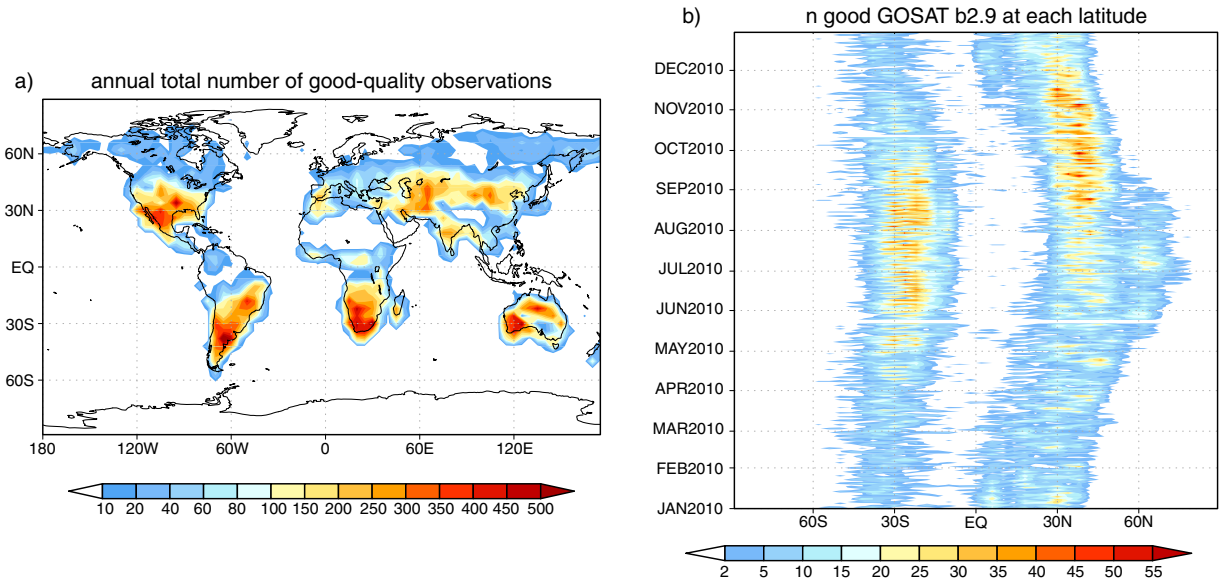 a) annual total number of good-quality observations
60N
30N
EQ
30S
60S
180 120W 60W 0 60E 120E
10 20 40 60 80 100 150 200 250 300 350 400 450 500
b) n good GOSAT b2.9 at each latitude
DEC2010
NOV2010
OCT2010
SEP2010
AUG2010
JUL2010
JUN2010
MAY2010
APR2010
MAR2010
FEB2010
JAN2010
60S 30S EQ 30N 60N
2 5 10 15 20 25 30 35 40 45 50 55